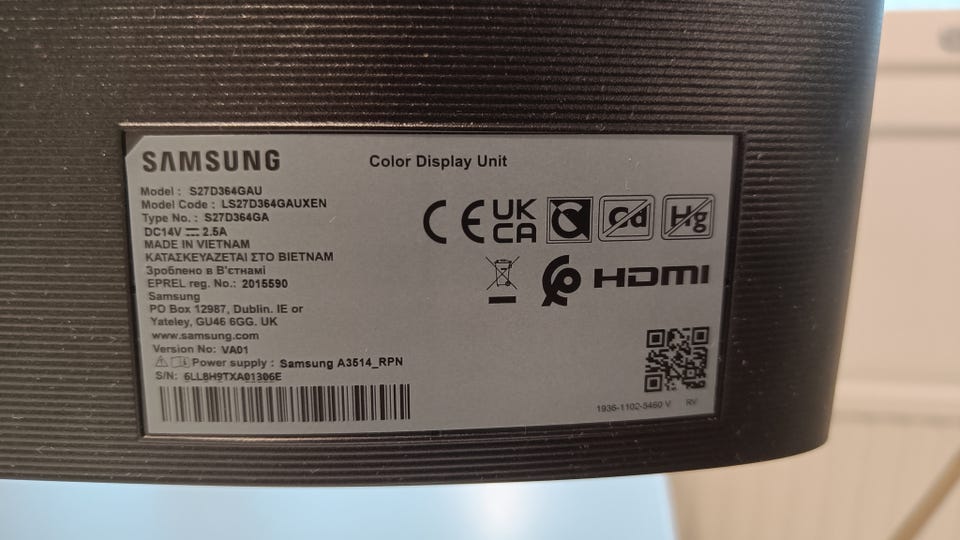 SAMSUNG
Color Display Unit
Model : S27D364GAU
Model Code : LS27D364GAUXEN
Type No. : S27D364GA
DC14V ⎓ 2.5A
MADE IN VIETNAM
ΚΑΤΑΣΚΕΥΑΖΕΤΑΙ ΣΤΟ ΒΙΕΤΝΑΜ
Зроблено в В'єтнамі
EPREL reg. No.: 2015590
Samsung
PO Box 12987, Dublin. IE or
Yateley, GU46 6GG. UK
www.samsung.com
Version No: VA01
Power supply : Samsung A3514_RPN
S/N: 6LL8H9TXA01306E
CE
UK
CA
Cd
Hg
HDMI
1936-1102-5460 V
RV